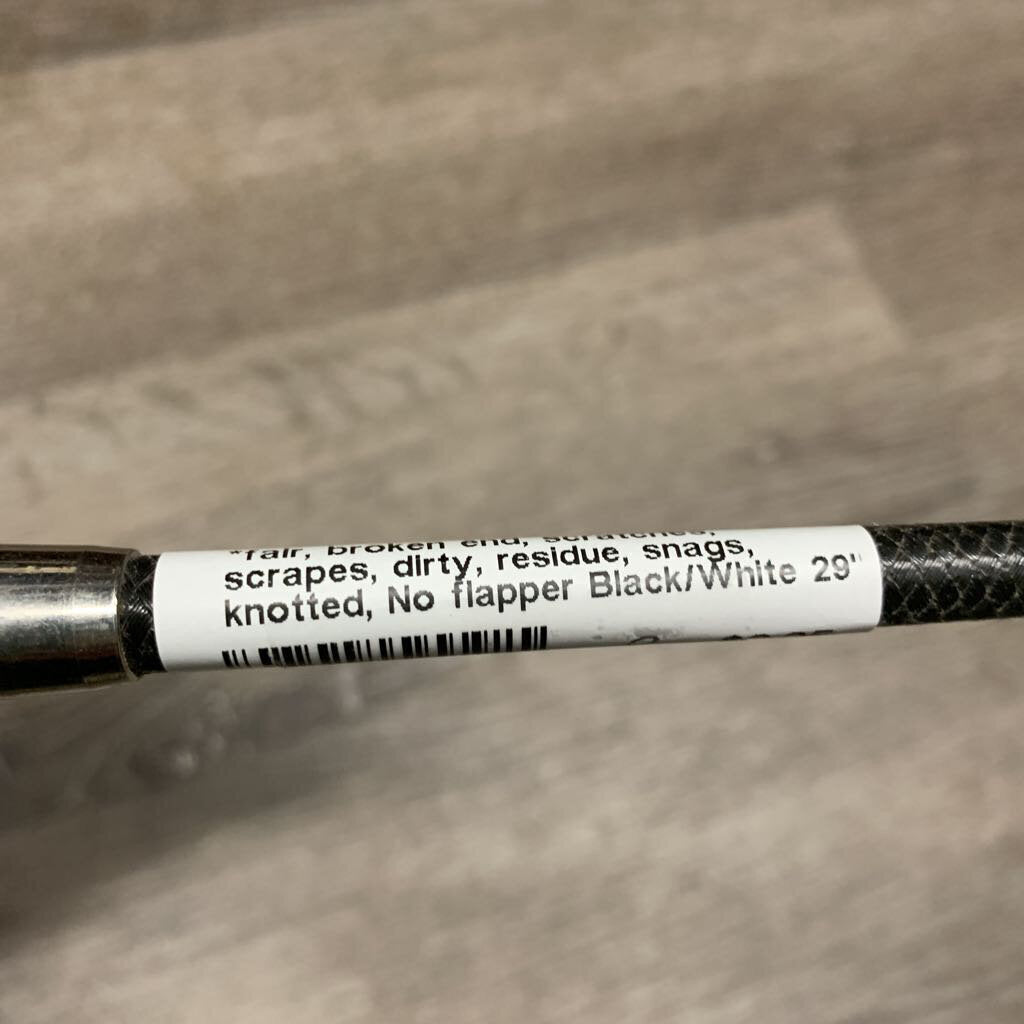 *fair, broken end, scratches,
scrapes, dirty, residue, snags,
knotted, No flapper Black/White 29"